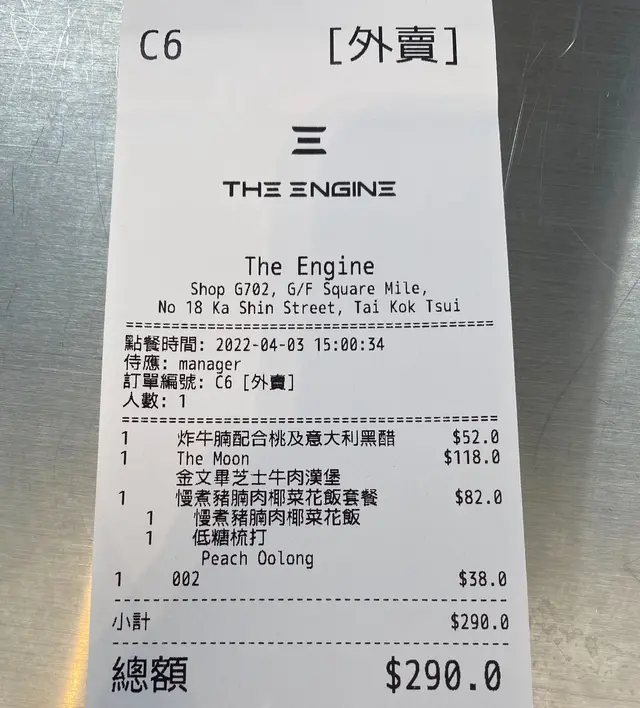 C6 [外賣]
THE ENGINE
The Engine
Shop G702, G/F Square Mile,
No 18 Ka Shin Street, Tai Kok Tsui
點餐時間: 2022-04-03 15:00:34
侍應: manager
訂單編號: C6 [外賣]
人數: 1
1 炸牛腩配合桃及意大利黑醋 $52.0
1 The Moon $118.0
金文畢芝士牛肉漢堡
1 慢煮豬腩肉椰菜花飯套餐 $82.0
1 慢煮豬腩肉椰菜花飯
1 低糖梳打
Peach Oolong
1 002 $38.0
小計 $290.0
總額 $290.0